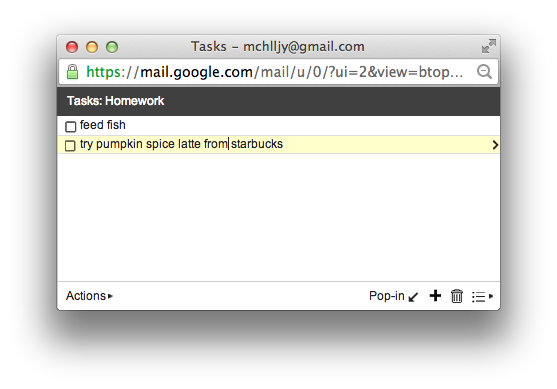 Tasks – mchlljy@gmail.com
https://mail.google.com/mail/u/0/?ui=2&view=btop...
Tasks: Homework
feed fish
try pumpkin spice latte from starbucks
Actions
Pop-in